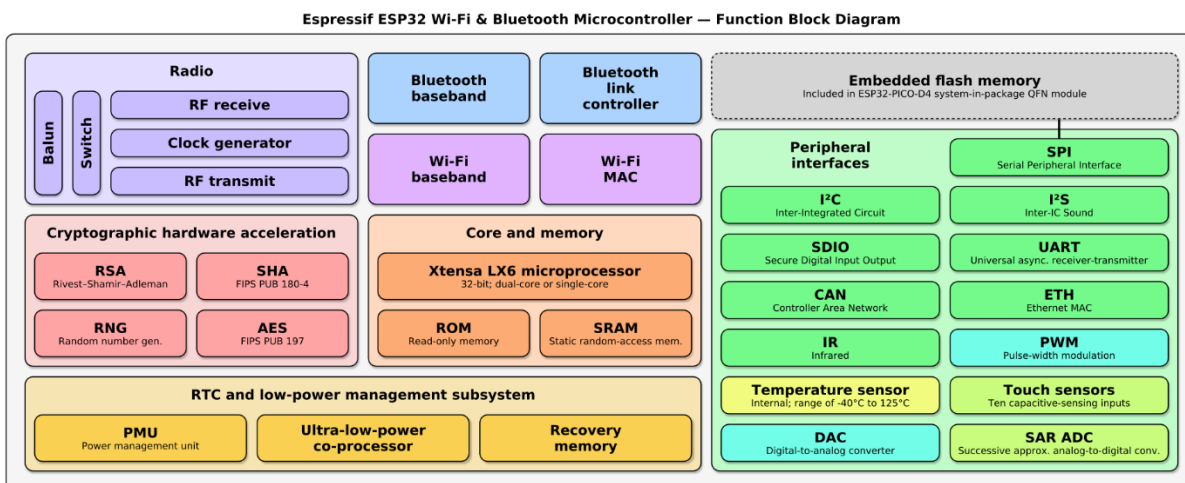 Espressif ESP32 Wi-Fi & Bluetooth Microcontroller — Function Block Diagram
Radio
Balun
Switch
RF receive
Clock generator
RF transmit
Bluetooth
baseband
Bluetooth
link
controller
Wi-Fi
baseband
Wi-Fi
MAC
Embedded flash memory
Included in ESP32-PICO-D4 system-in-package QFN module
Cryptographic hardware acceleration
RSA
Rivest–Shamir–Adleman
SHA
FIPS PUB 180-4
RNG
Random number gen.
AES
FIPS PUB 197
Core and memory
Xtensa LX6 microprocessor
32-bit; dual-core or single-core
ROM
Read-only memory
SRAM
Static random-access mem.
RTC and low-power management subsystem
PMU
Power management unit
Ultra-low-power
co-processor
Recovery
memory
Peripheral
interfaces
SPI
Serial Peripheral Interface
I²C
Inter-Integrated Circuit
I²S
Inter-IC Sound
SDIO
Secure Digital Input Output
UART
Universal async. receiver-transmitter
CAN
Controller Area Network
ETH
Ethernet MAC
IR
Infrared
PWM
Pulse-width modulation
Temperature sensor
Internal; range of -40°C to 125°C
Touch sensors
Ten capacitive-sensing inputs
DAC
Digital-to-analog converter
SAR ADC
Successive approx. analog-to-digital conv.